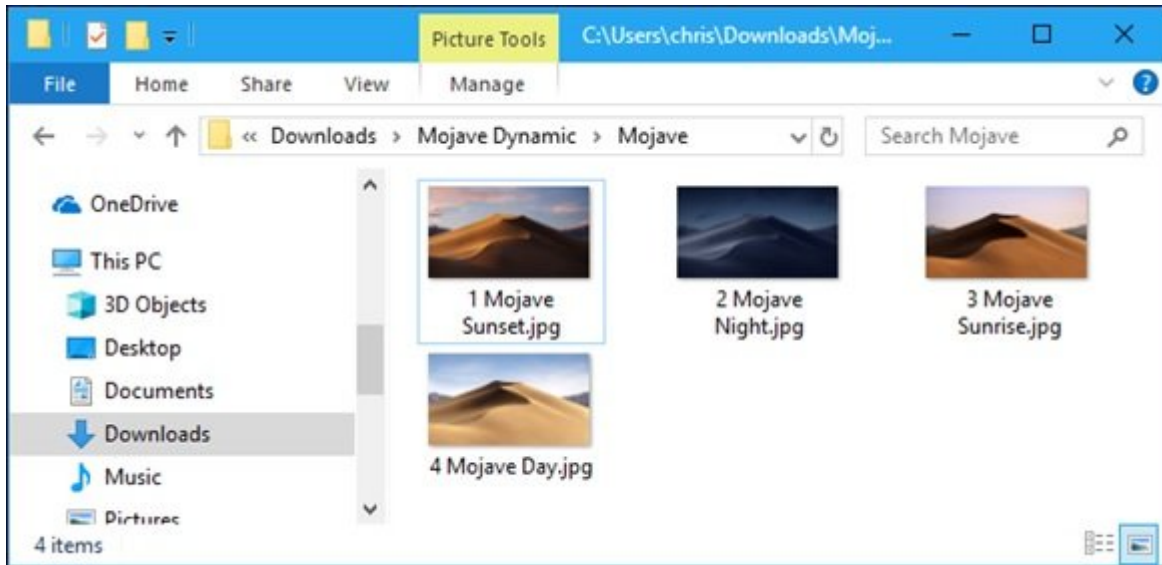 Picture Tools
C:\Users\chris\Downloads\Moj...
File Home Share View Manage
?
« Downloads > Mojave Dynamic > Mojave
Search Mojave
OneDrive
This PC
3D Objects
Desktop
Documents
Downloads
Music
Pictures
1 Mojave
Sunset.jpg
2 Mojave
Night.jpg
3 Mojave
Sunrise.jpg
4 Mojave Day.jpg
4 items